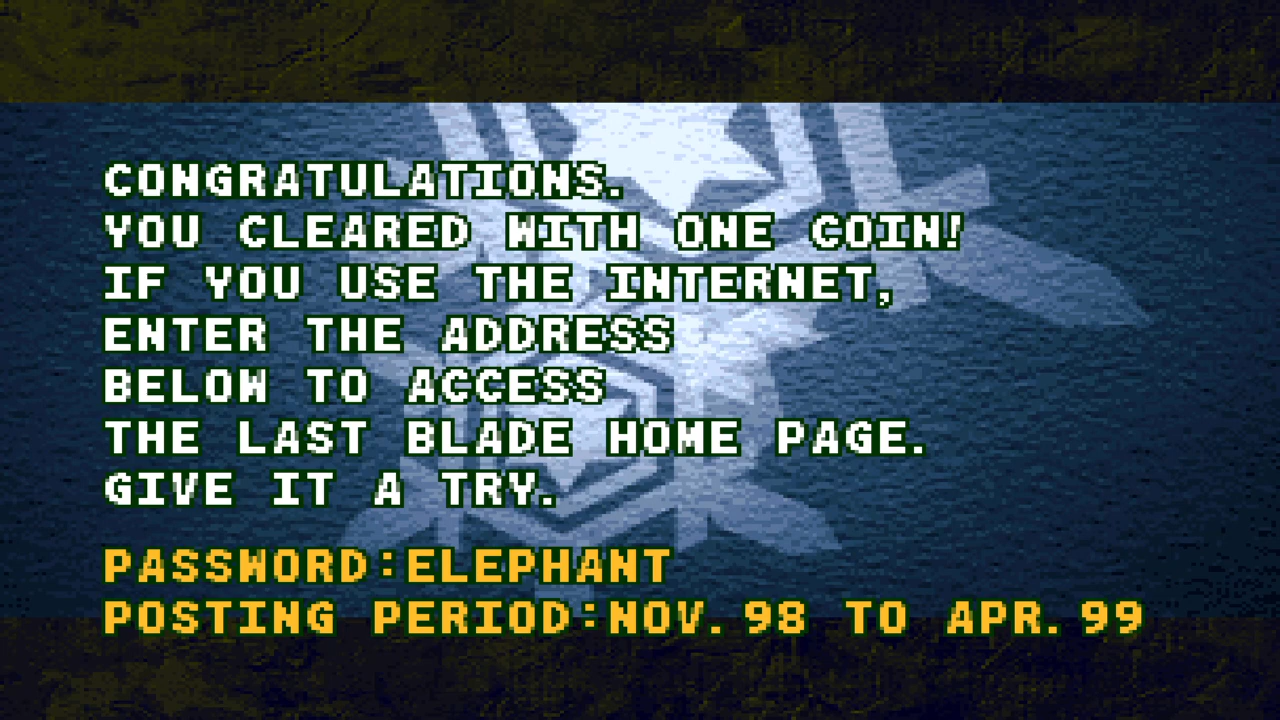 CONGRATULATIONS.
YOU CLEARED WITH ONE COIN!
IF YOU USE THE INTERNET,
ENTER THE ADDRESS
BELOW TO ACCESS
THE LAST BLADE HOME PAGE.
GIVE IT A TRY.
PASSWORD:ELEPHANT
POSTING PERIOD:NOV.98 TO APR.99